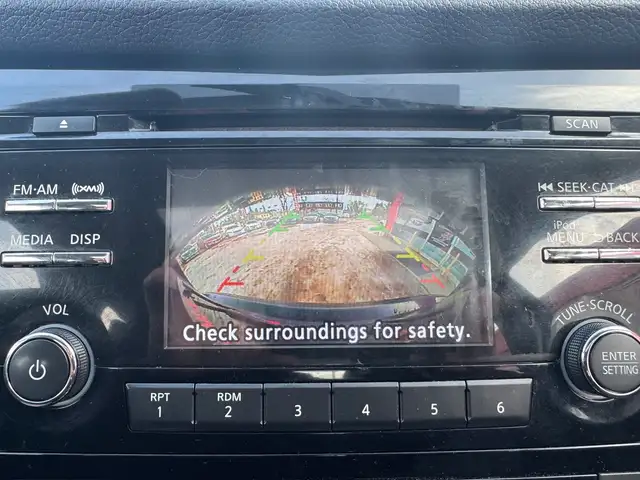 SCAN
FM·AM
((XM))
SEEK·CAT
MEDIA DISP
iPod
MENU BACK
Check surroundings for safety.
VOL
TUNE·SCROLL
ENTER
SETTING
RPT
1
RDM
2
3
4
5
6